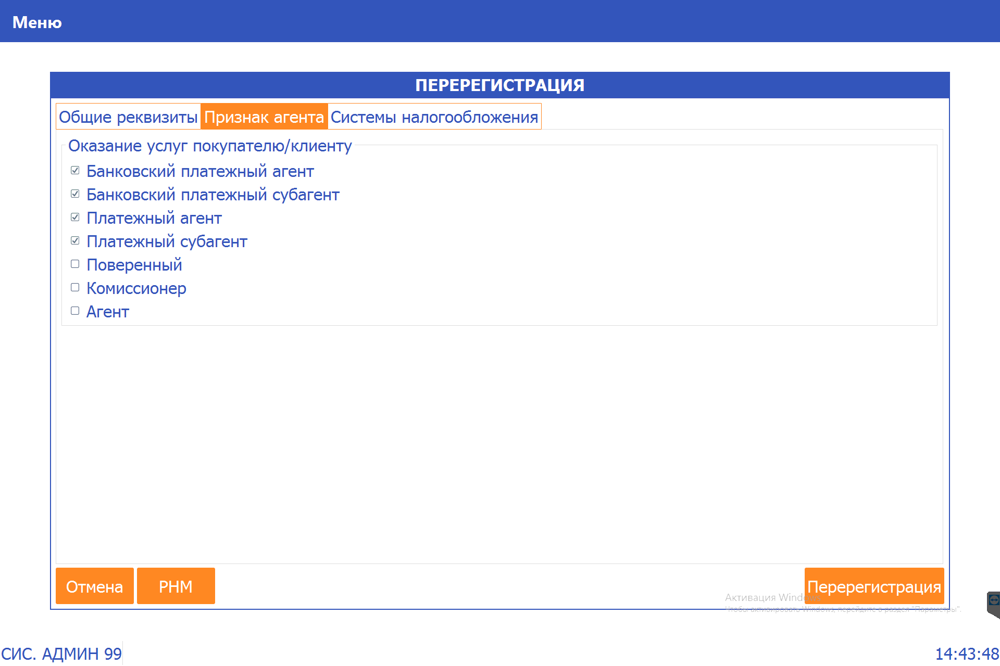 Меню
ПЕРЕРЕГИСТРАЦИЯ
Общие реквизиты Признак агента Системы налогообложения
Оказание услуг покупателю/клиенту
Банковский платежный агент
Банковский платежный субагент
Платежный агент
Платежный субагент
Поверенный
Комиссионер
Агент
Отмена РНМ Перерегистрация
Активация Windows
Чтобы активировать Windows, перейдите в раздел "Параметры".
СИС. АДМИН 99 14:43:48